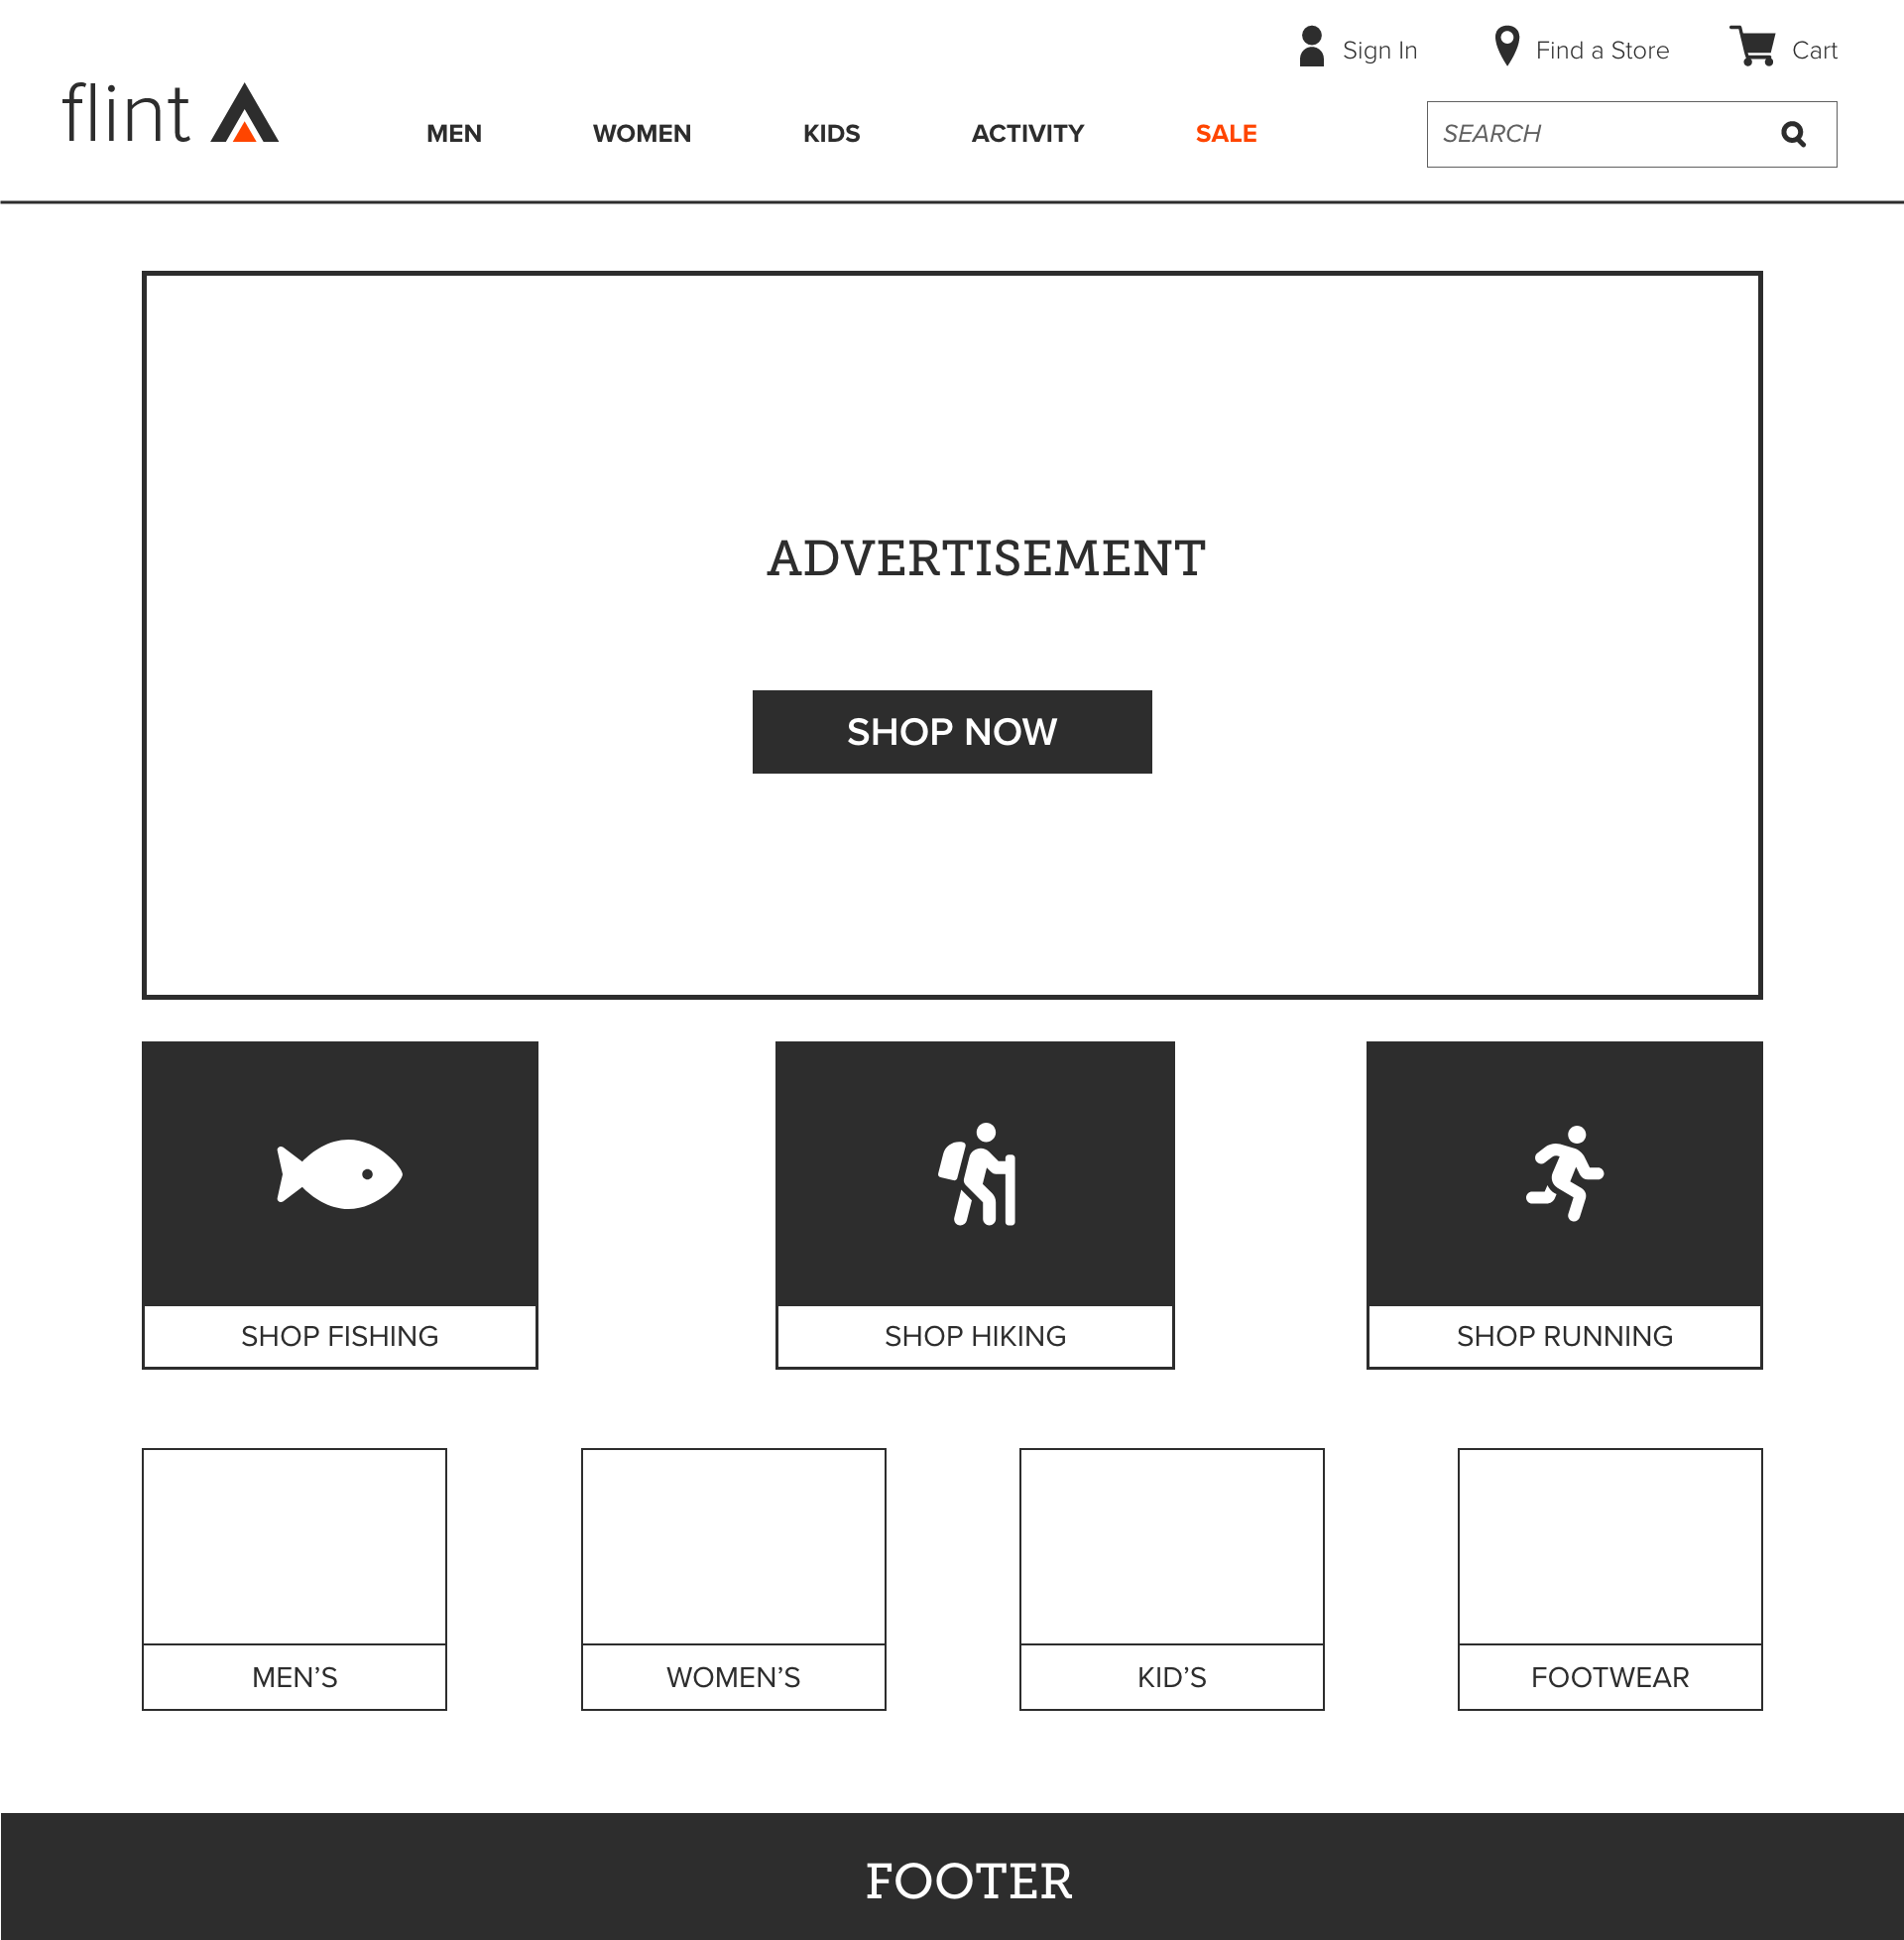 Sign In
Find a Store
Cart
flint
MEN
WOMEN
KIDS
ACTIVITY
SALE
SEARCH
ADVERTISEMENT
SHOP NOW
SHOP FISHING
SHOP HIKING
SHOP RUNNING
MEN’S
WOMEN’S
KID’S
FOOTWEAR
FOOTER